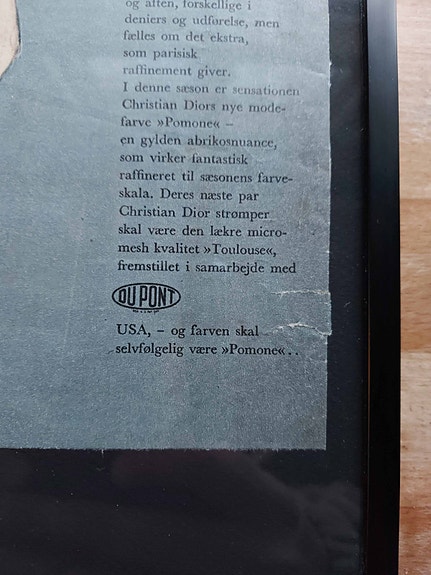 og aften, forskellige i
deniers og udførelse, men
fælles om det ekstra,
som parisisk
raffinement giver.
I denne sæson er sensationen
Christian Diors nye mode-
farve »Pomone« –
en gylden abrikosnuance,
som virker fantastisk
raffineret til sæsonens farve-
skala. Deres næste par
Christian Dior strømper
skal være den lækre micro-
mesh kvalitet »Toulouse«,
fremstillet i samarbejde med
DU PONT
USA, – og farven skal
selvfølgelig være »Pomone«..